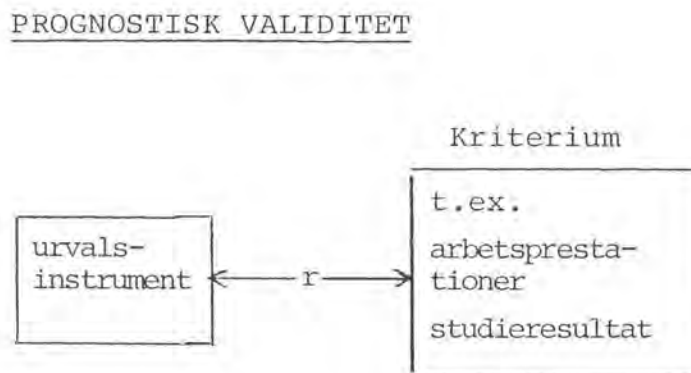 PROGNOSTISK VALIDITET
Kriterium
t.ex.
arbetspresta-
tioner
studieresultat
urvals-
instrument
r